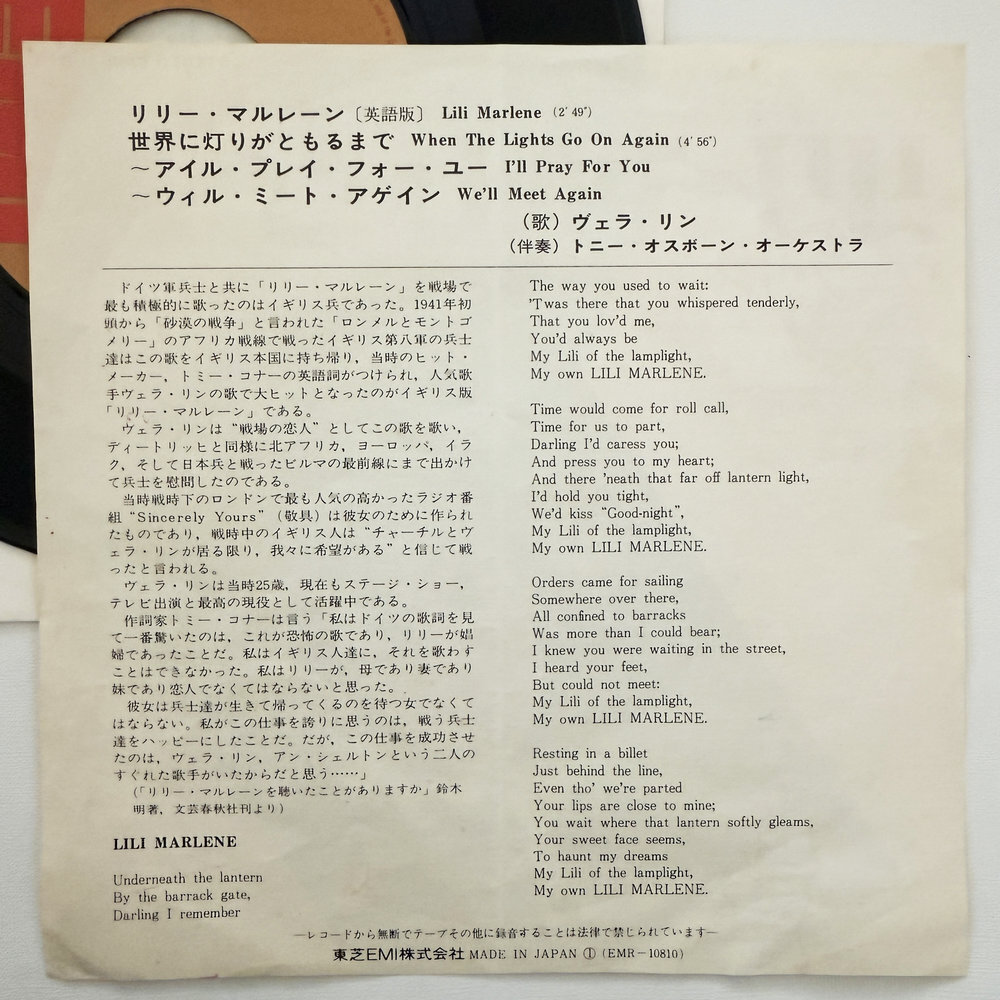 リリー・マルレーン〔英語版〕 Lili Marlene (2′49″)
世界に灯りがともるまで When The Lights Go On Again (4′56″)
～アイル・プレイ・フォー・ユー I'll Pray For You
～ウィル・ミート・アゲイン We'll Meet Again
（歌）ヴェラ・リン
（伴奏）トニー・オスボーン・オーケストラ
ドイツ軍兵士と共に「リリー・マルレーン」を戦場で
最も積極的に歌ったのはイギリス兵であった。1941年初
頭から「砂漠の戦争」と言われた「ロンメルとモントゴ
メリー」のアフリカ戦線で戦ったイギリス第八軍の兵士
達はこの歌をイギリス本国に持ち帰り，当時のヒット・
メーカー，トミー・コナーの英語詞がつけられ，人気歌
手ヴェラ・リンの歌で大ヒットとなったのがイギリス版
「リリー・マルレーン」である。
ヴェラ・リンは“戦場の恋人”としてこの歌を歌い，
ディートリッヒと同様に北アフリカ，ヨーロッパ，イラ
ク，そして日本兵と戦ったビルマの最前線にまで出かけ
て兵士を慰問したのである。
当時戦時下のロンドンで最も人気の高かったラジオ番
組“Sincerely Yours”（敬具）は彼女のために作られ
たものであり，戦時中のイギリス人は“チャーチルとヴ
ェラ・リンが居る限り，我々に希望がある”と信じて戦
ったと言われる。
ヴェラ・リンは当時25歳，現在もステージ・ショー，
テレビ出演と最高の現役として活躍中である。
作詞家トミー・コナーは言う「私はドイツの歌詞を見
て一番驚いたのは，これが恐怖の歌であり，リリーが娼
婦であったことだ。私はイギリス人達に，それを歌わす
ことはできなかった。私はリリーが，母であり妻であり
妹であり恋人でなくてはならないと思った。
彼女は兵士達が生きて帰ってくるのを待つ女でなくて
はならない。私がこの仕事を誇りに思うのは，戦う兵士
達をハッピーにしたことだ。だが，この仕事を成功させ
たのは，ヴェラ・リン，アン・シェルトンという二人の
すぐれた歌手がいたからだと思う……」
（「リリー・マルレーンを聴いたことがありますか」鈴木
明著，文芸春秋社刊より）
LILI MARLENE
Underneath the lantern
By the barrack gate,
Darling I remember
The way you used to wait:
'Twas there that you whispered tenderly,
That you lov'd me,
You'd always be
My Lili of the lamplight,
My own LILI MARLENE.
Time would come for roll call,
Time for us to part,
Darling I'd caress you;
And press you to my heart;
And there 'neath that far off lantern light,
I'd hold you tight,
We'd kiss “Good-night”,
My Lili of the lamplight,
My own LILI MARLENE.
Orders came for sailing
Somewhere over there,
All confined to barracks
Was more than I could bear;
I knew you were waiting in the street,
I heard your feet,
But could not meet:
My Lili of the lamplight,
My own LILI MARLENE.
Resting in a billet
Just behind the line,
Even tho' we're parted
Your lips are close to mine;
You wait where that lantern softly gleams,
Your sweet face seems,
To haunt my dreams
My Lili of the lamplight,
My own LILI MARLENE.
—レコードから無断でテープその他に録音することは法律で禁じられています—
東芝EMI株式会社 MADE IN JAPAN ① (EMR－10810)